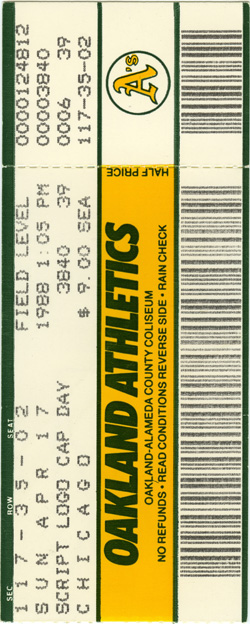 SEC ROW SEAT
117-35-02 FIELD LEVEL
SUN APR 17 1988 1:05 PM
SCRIPT LOGO CAP DAY 3840 39
CHICAGO $ 9.00 SEA
OAKLAND ATHLETICS
OAKLAND-ALAMEDA COUNTY COLISEUM
NO REFUNDS • READ CONDITIONS REVERSE SIDE • RAIN CHECK
HALF PRICE
0000124812
00003840
0006 39
117-35-02
A's